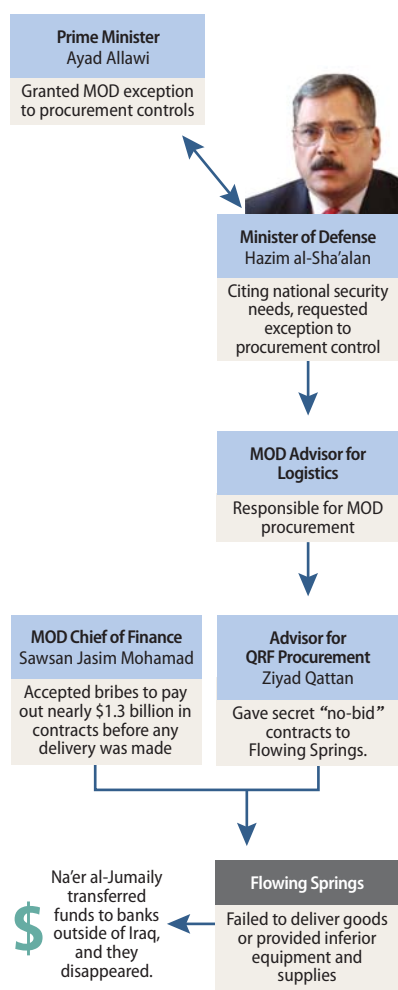 Prime Minister
Ayad Allawi
Granted MOD exception
to procurement controls
Minister of Defense
Hazim al-Sha’alan
Citing national security
needs, requested
exception to
procurement control
MOD Advisor for
Logistics
Responsible for MOD
procurement
MOD Chief of Finance
Sawsan Jasim Mohamad
Accepted bribes to pay
out nearly $1.3 billion in
contracts before any
delivery was made
Advisor for
QRF Procurement
Ziyad Qattan
Gave secret “no-bid”
contracts to
Flowing Springs.
Flowing Springs
Failed to deliver goods
or provided inferior
equipment and
supplies
$
Na’er al-Jumaily
transferred
funds to banks
outside of Iraq,
and they
disappeared.